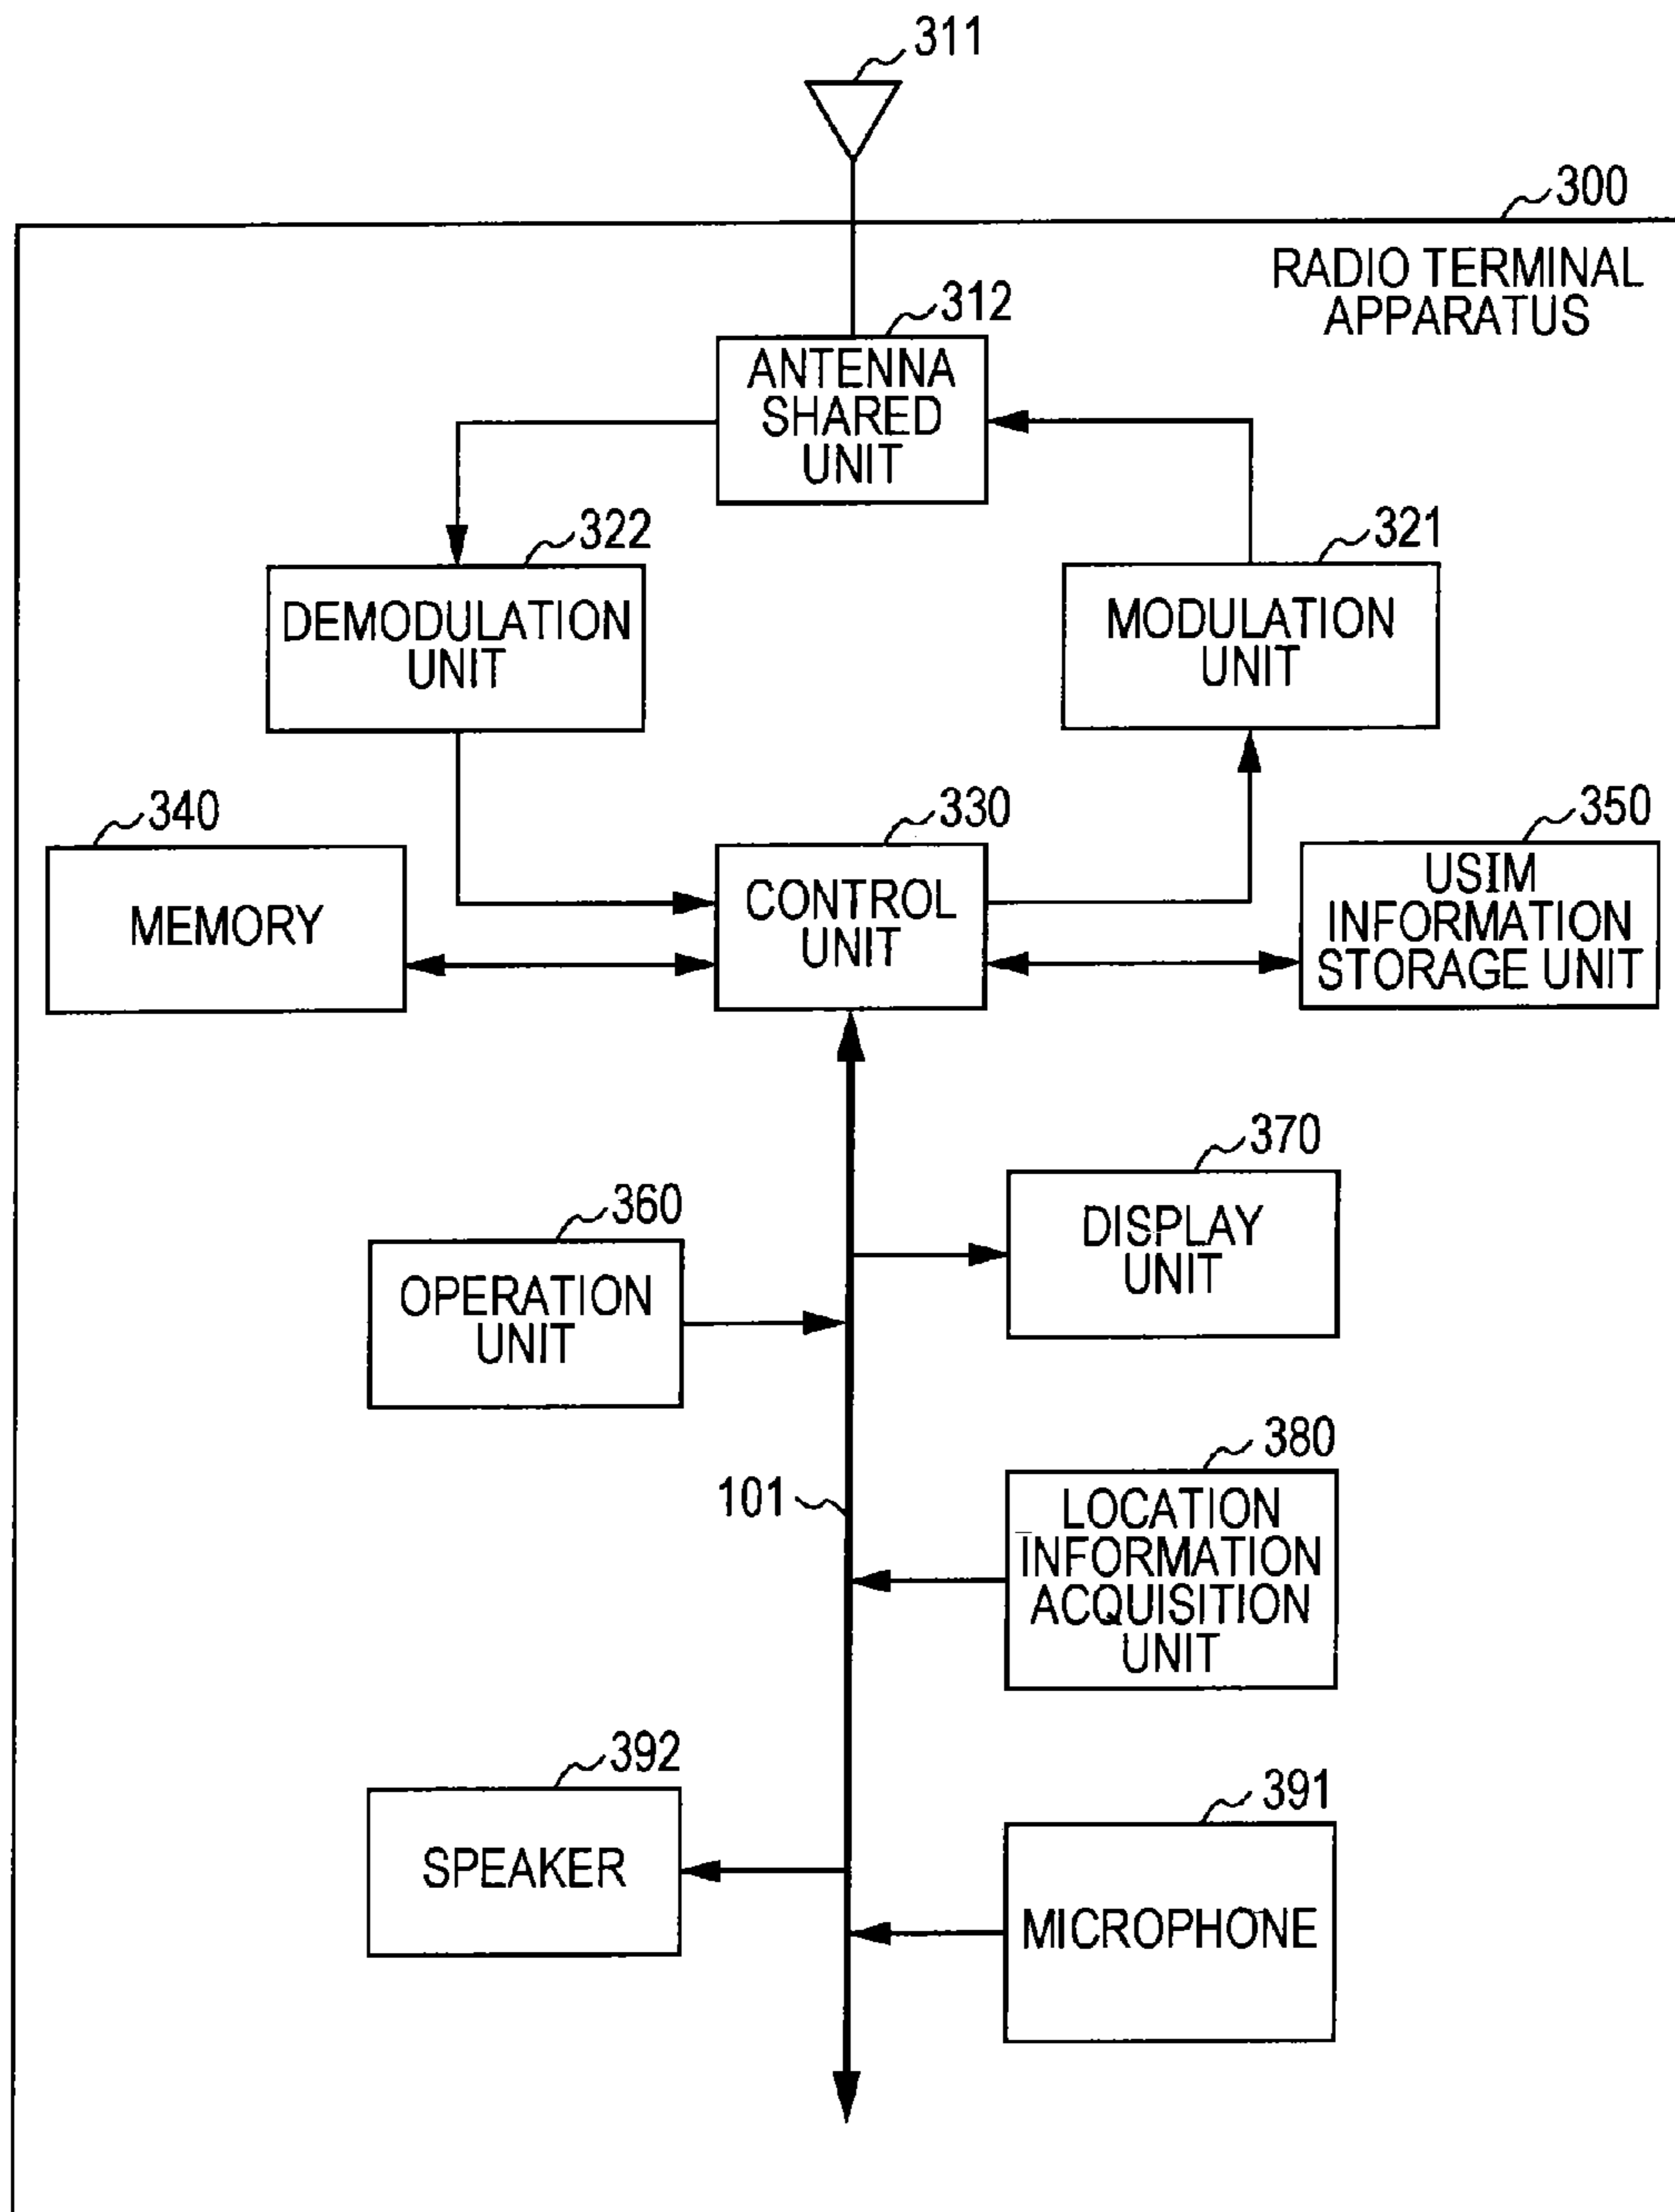 311
300
RADIO TERMINAL
APPARATUS
312
ANTENNA
SHARED
UNIT
322
DEMODULATION
UNIT
321
MODULATION
UNIT
340
MEMORY
330
CONTROL
UNIT
350
USIM
INFORMATION
STORAGE UNIT
370
DISPLAY
UNIT
360
OPERATION
UNIT
101
380
LOCATION
INFORMATION
ACQUISITION
UNIT
392
SPEAKER
391
MICROPHONE